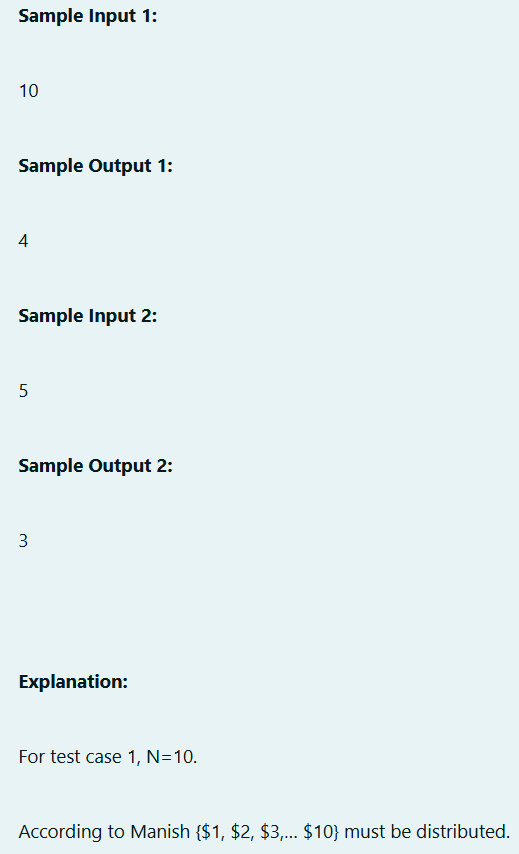 Sample Input 1:
10
Sample Output 1:
4
Sample Input 2:
5
Sample Output 2:
3
Explanation:
For test case 1, N=10.
According to Manish {$1, $2, $3,... $10} must be distributed.